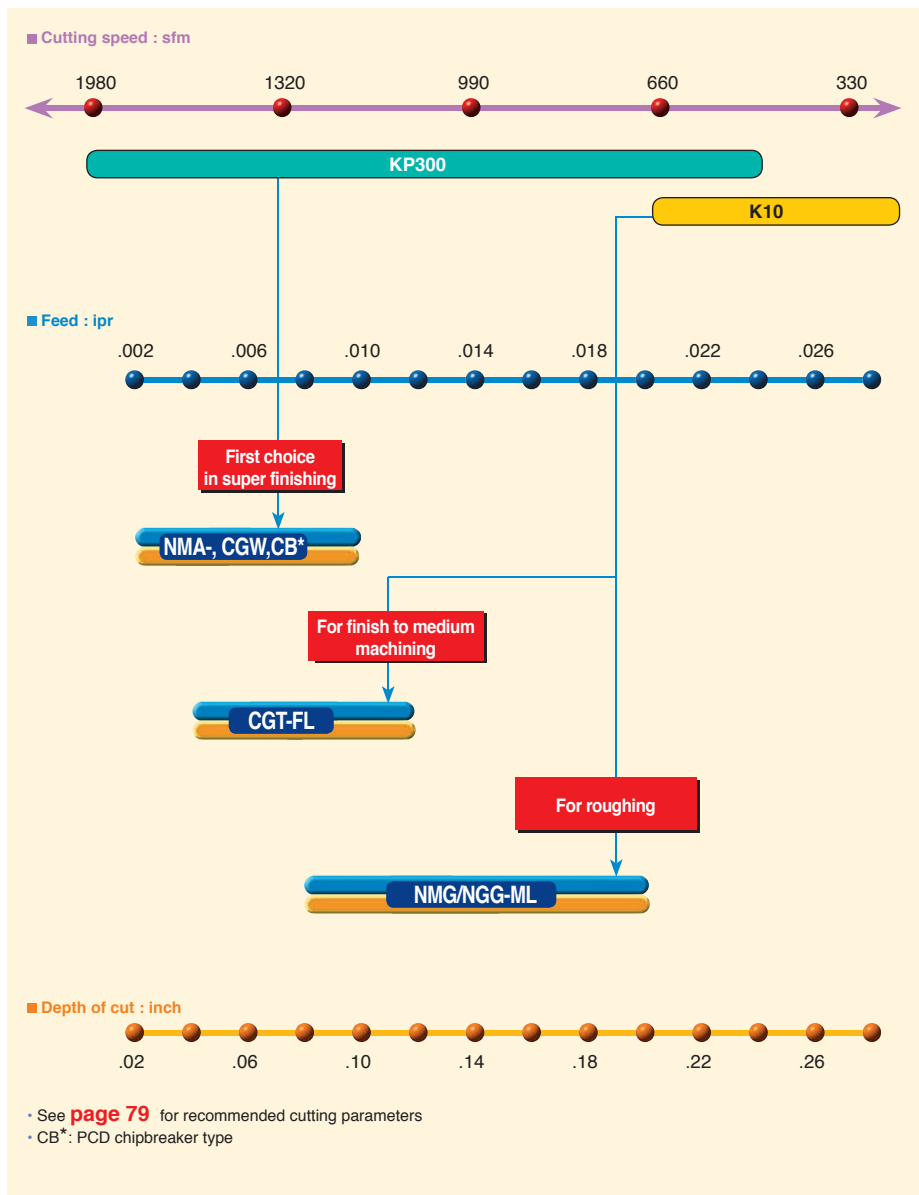 Cutting speed : sfm
1980 1320 990 660 330
KP300
K10
Feed : ipr
.002 .006 .010 .014 .018 .022 .026
First choice
in super finishing
NMA-, CGW,CB*
For finish to medium
machining
CGT-FL
For roughing
NMG/NGG-ML
Depth of cut : inch
.02 .06 .10 .14 .18 .22 .26
• See page 79 for recommended cutting parameters
• CB*: PCD chipbreaker type